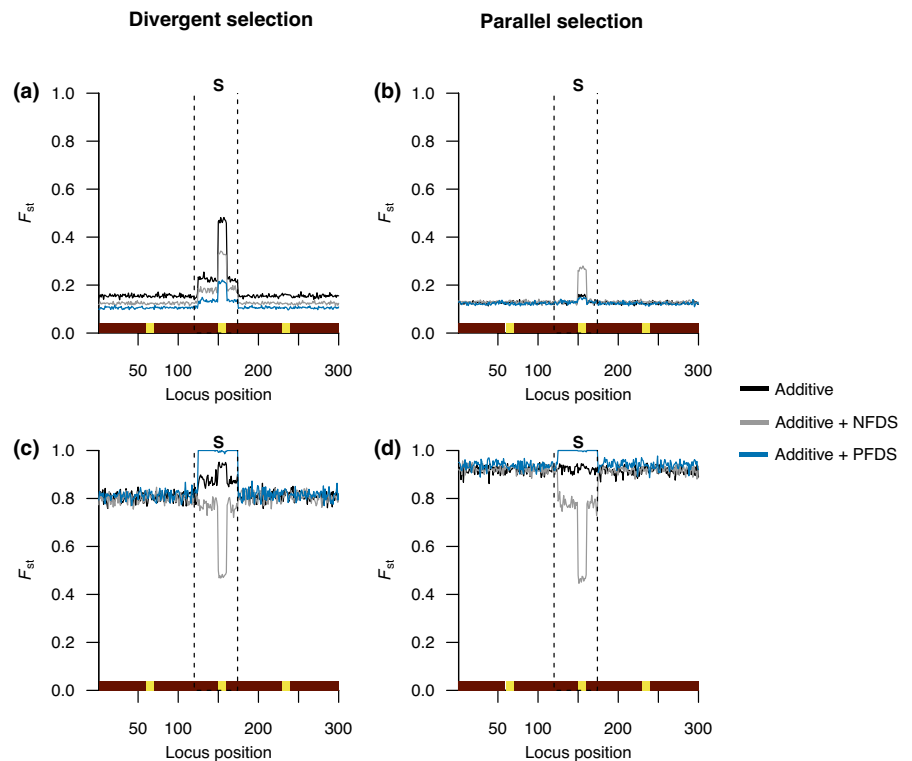 Divergent selection
Parallel selection
(a)
S
1.0
0.8
0.6
0.4
0.2
0.0
Fst
50
100
200
300
Locus position
(b)
S
1.0
0.8
0.6
0.4
0.2
0.0
Fst
50
100
200
300
Locus position
Additive
Additive + NFDS
Additive + PFDS
(c)
S
1.0
0.8
0.6
0.4
0.2
0.0
Fst
50
100
200
300
Locus position
(d)
S
1.0
0.8
0.6
0.4
0.2
0.0
Fst
50
100
200
300
Locus position